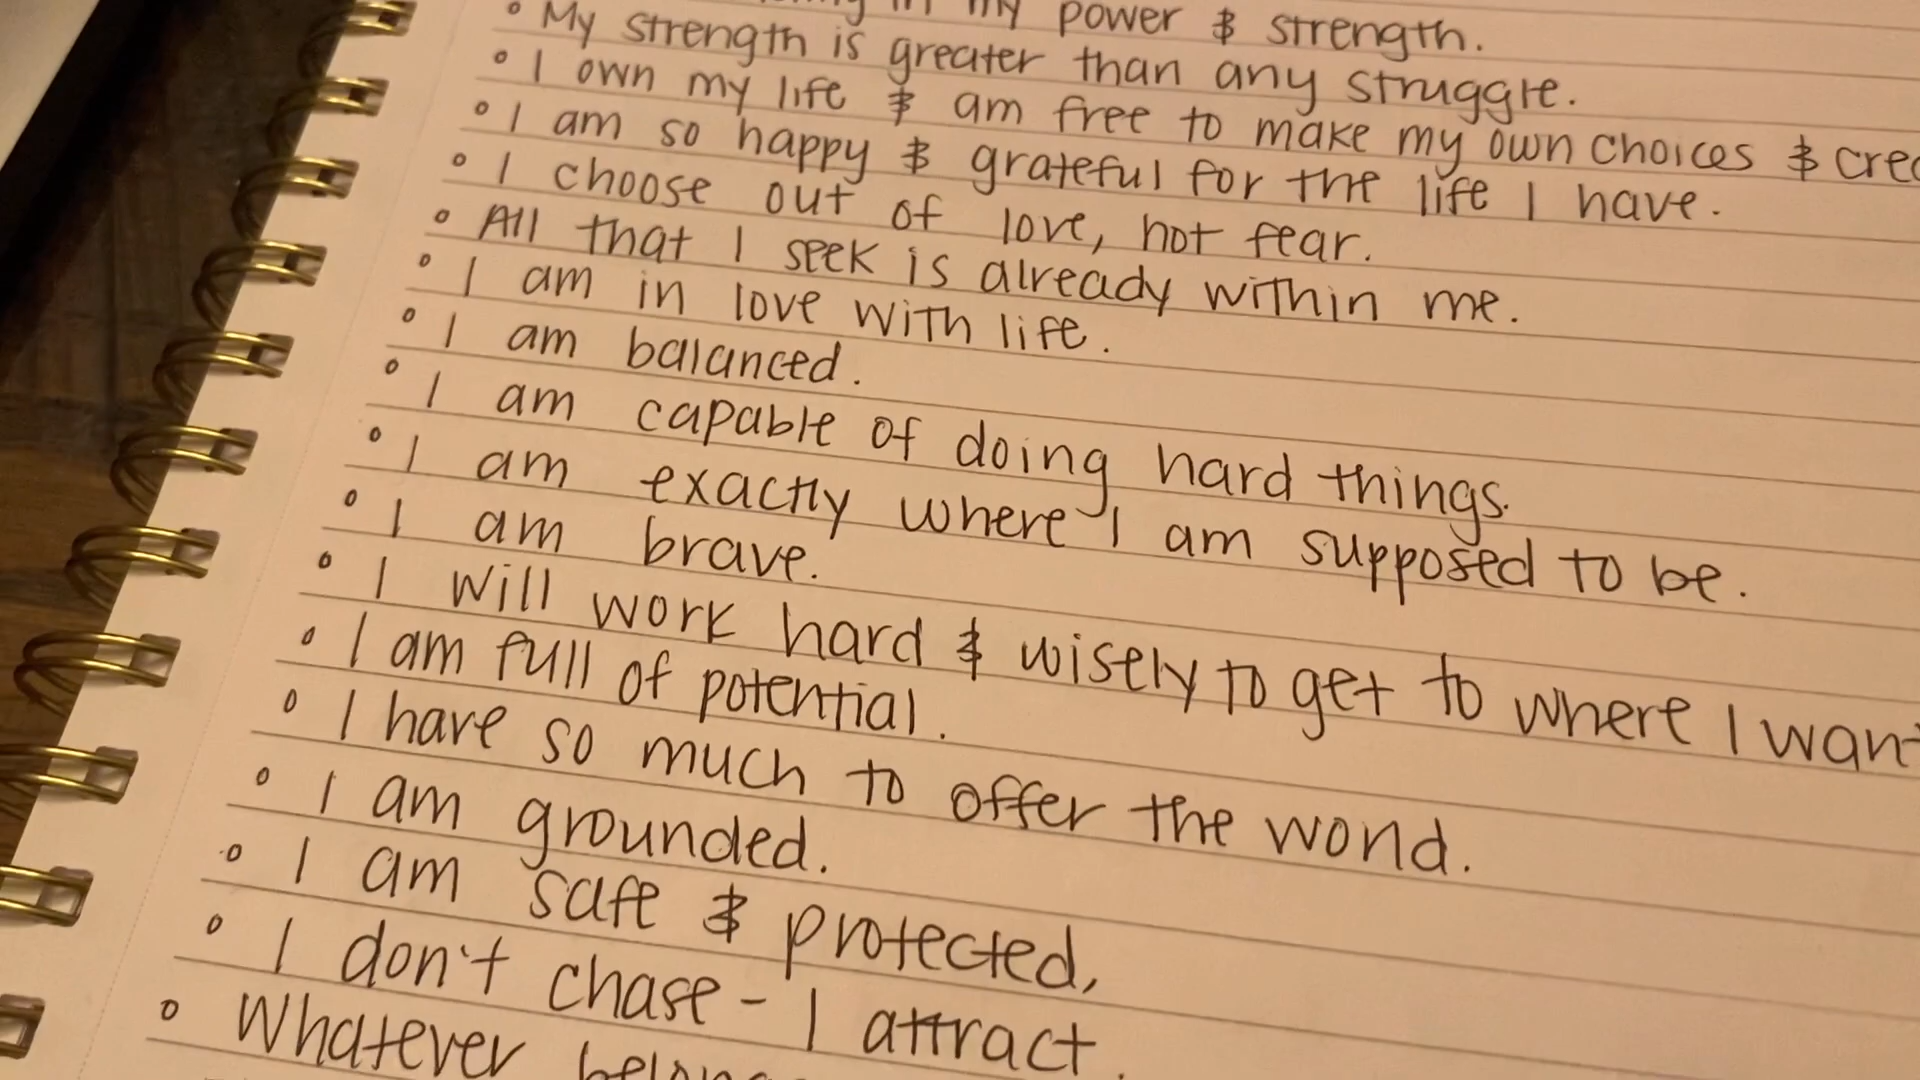 in my power & strength.
• My strength is greater than any struggle.
• I own my life & am free to make my own choices &
• I am so happy & grateful for the life I have.
• I choose out of love, not fear.
• All that I seek is already within me.
• I am in love with life.
• I am balanced.
• I am capable of doing hard things.
• I am exactly where I am supposed to be.
• I am brave.
• I will work hard & wisely to get to where I want
• I am full of potential.
• I have so much to offer the world.
• I am grounded.
• I am safe & protected.
• I don't chase - I attract.
• Whatever